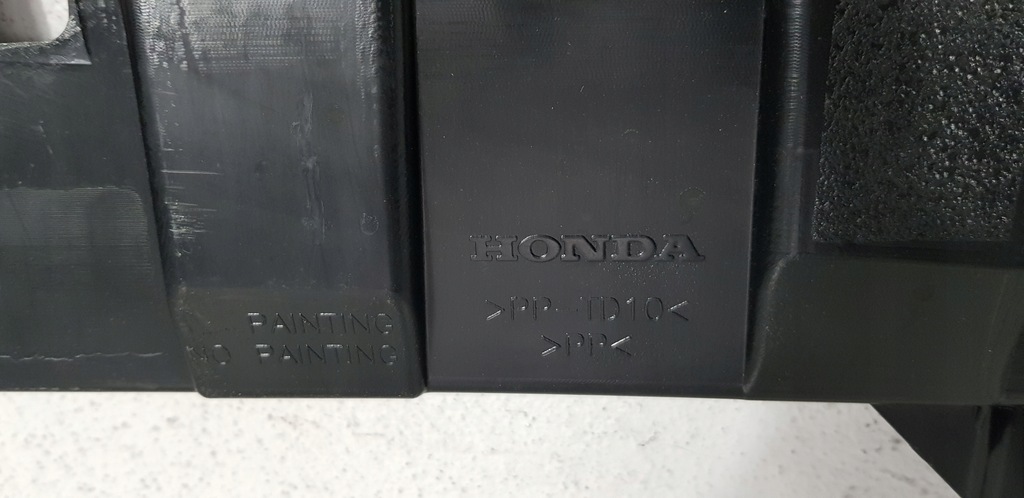 PAINTING
NO PAINTING
HONDA
>PP-TD10<
>PP<